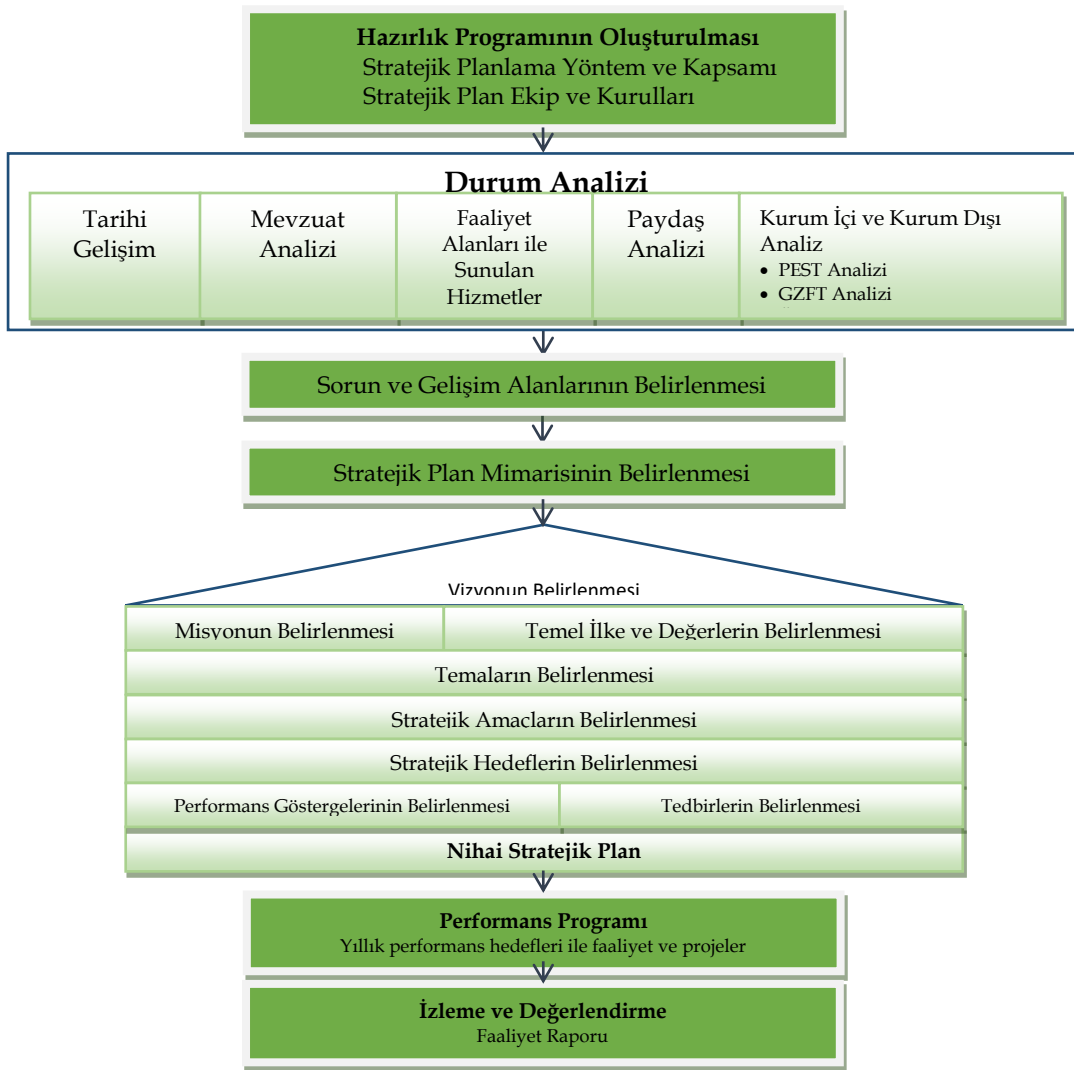 Hazırlık Programının Oluşturulması
Stratejik Planlama Yöntem ve Kapsamı
Stratejik Plan Ekip ve Kurulları
Durum Analizi
Tarihi
Gelişim
Mevzuat
Analizi
Faaliyet
Alanları ile
Sunulan
Hizmetler
Paydaş
Analizi
Kurum İçi ve Kurum Dışı
Analiz
• PEST Analizi
• GZFT Analizi
Sorun ve Gelişim Alanlarının Belirlenmesi
Stratejik Plan Mimarisinin Belirlenmesi
Vizyonun Belirlenmesi
Misyonun Belirlenmesi
Temel İlke ve Değerlerin Belirlenmesi
Temaların Belirlenmesi
Stratejik Amaçların Belirlenmesi
Stratejik Hedeflerin Belirlenmesi
Performans Göstergelerinin Belirlenmesi
Tedbirlerin Belirlenmesi
Nihai Stratejik Plan
Performans Programı
Yıllık performans hedefleri ile faaliyet ve projeler
İzleme ve Değerlendirme
Faaliyet Raporu